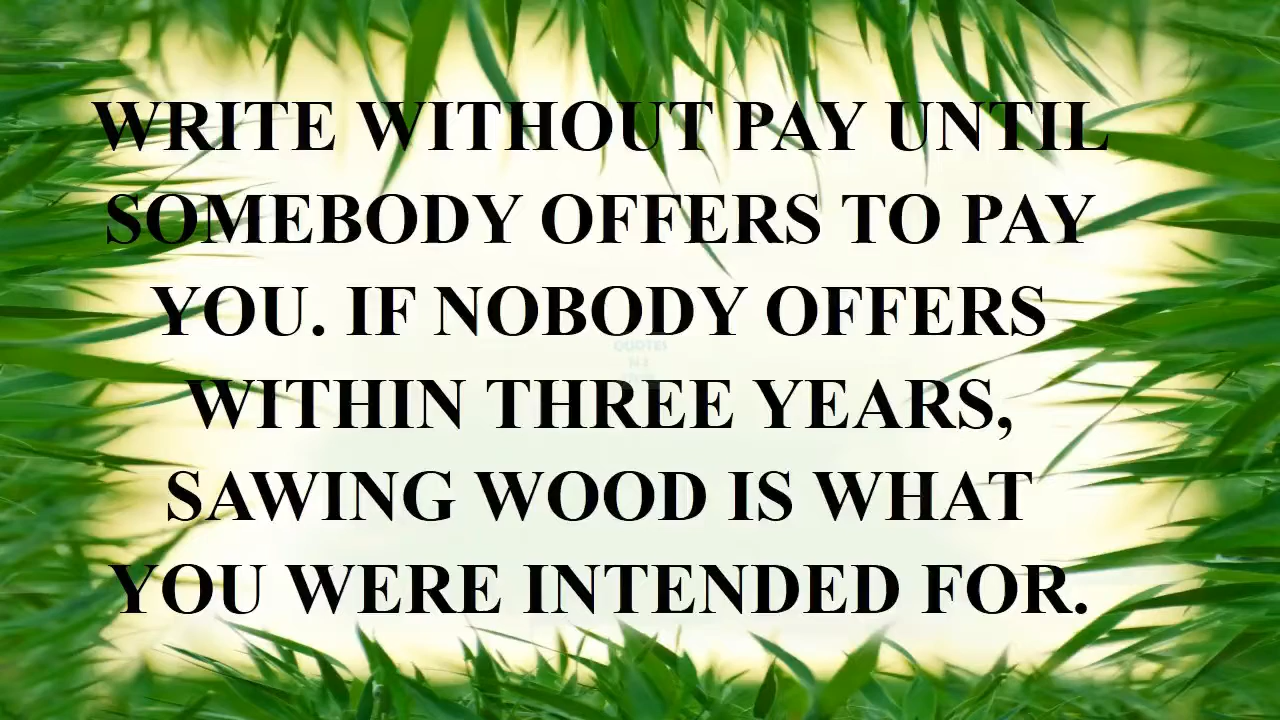 WRITE WITHOUT PAY UNTIL
SOMEBODY OFFERS TO PAY
YOU. IF NOBODY OFFERS
QUOTES
WITHIN THREE YEARS,
SAWING WOOD IS WHAT
YOU WERE INTENDED FOR.